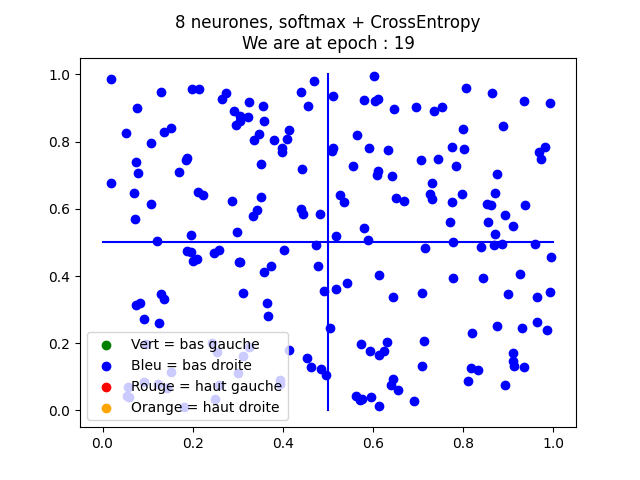 8 neurones, softmax + CrossEntropy
We are at epoch : 19
1.0
0.8
0.6
0.4
0.2
0.0
Vert = bas gauche
Bleu = bas droite
Rouge = haut gauche
Orange = haut droite
0.0 0.2 0.4 0.6 0.8 1.0